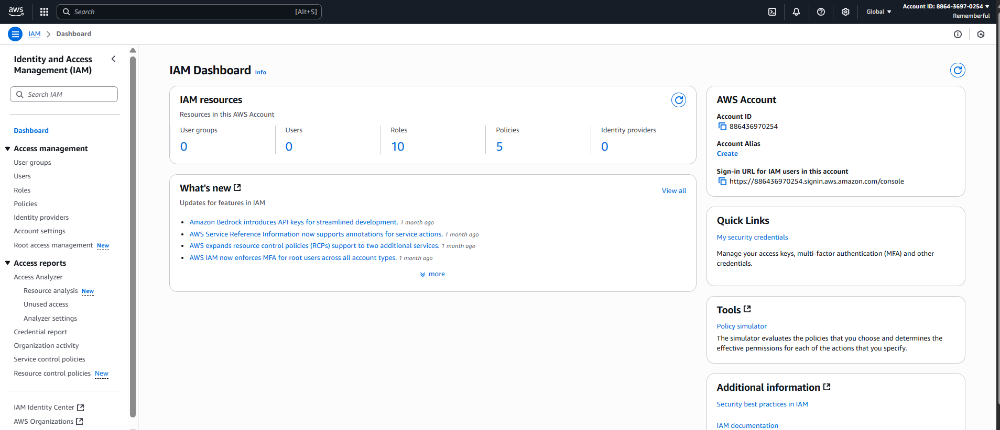 aws
Search [Alt+S]
Global
Account ID: 8864-3697-0254
Rememberful
IAM
Dashboard
Identity and Access
Management (IAM)
Search IAM
Dashboard
Access management
User groups
Users
Roles
Policies
Identity providers
Account settings
Root access management New
Access reports
Access Analyzer
Resource analysis New
Unused access
Analyzer settings
Credential report
Organization activity
Service control policies
Resource control policies New
IAM Identity Center
AWS Organizations
IAM Dashboard Info
IAM resources
Resources in this AWS Account
User groups
0
Users
0
Roles
10
Policies
5
Identity providers
0
What's new
View all
Updates for features in IAM
Amazon Bedrock introduces API keys for streamlined development. 1 month ago
AWS Service Reference Information now supports annotations for service actions. 1 month ago
AWS expands resource control policies (RCPs) support to two additional services. 1 month ago
AWS IAM now enforces MFA for root users across all account types. 1 month ago
more
AWS Account
Account ID
886436970254
Account Alias
Create
Sign-in URL for IAM users in this account
https://886436970254.signin.aws.amazon.com/console
Quick Links
My security credentials
Manage your access keys, multi-factor authentication (MFA) and other
credentials.
Tools
Policy simulator
The simulator evaluates the policies that you choose and determines the
effective permissions for each of the actions that you specify.
Additional information
Security best practices in IAM
IAM documentation